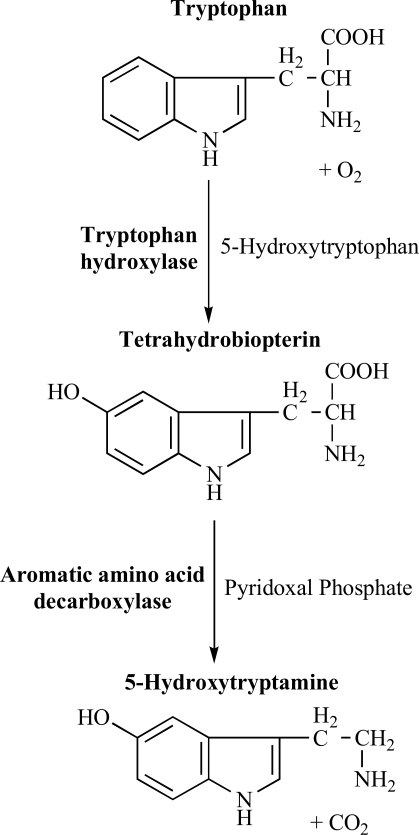 Tryptophan
COOH
H2
C
CH
NH2
N
H
+ O2
Tryptophan
hydroxylase
5-Hydroxytryptophan
Tetrahydrobiopterin
COOH
HO
H2
C
CH
NH2
N
H
Aromatic amino acid
decarboxylase
Pyridoxal Phosphate
5-Hydroxytryptamine
HO
H2
C
CH2
NH2
N
H
+ CO2